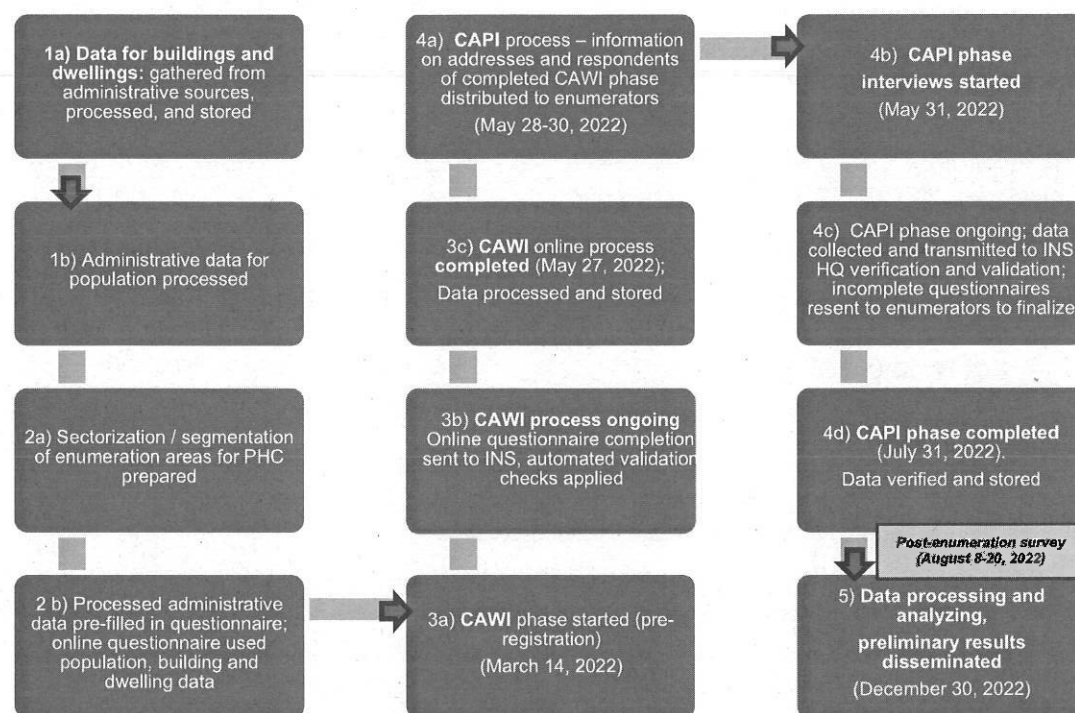 1a) Data for buildings and
dwellings: gathered from
administrative sources,
processed, and stored
1b) Administrative data for
population processed
2a) Sectorization / segmentation
of enumeration areas for PHC
prepared
2 b) Processed administrative
data pre-filled in questionnaire;
online questionnaire used
population, building and
dwelling data
3a) CAWI phase started (pre-
registration)
(March 14, 2022)
3b) CAWI process ongoing
Online questionnaire completion
sent to INS, automated validation
checks applied
3c) CAWI online process
completed (May 27, 2022);
Data processed and stored
4a) CAPI process – information
on addresses and respondents
of completed CAWI phase
distributed to enumerators
(May 28-30, 2022)
4b) CAPI phase
interviews started
(May 31, 2022)
4c) CAPI phase ongoing; data
collected and transmitted to INS
HQ verification and validation;
incomplete questionnaires
resent to enumerators to finalize
4d) CAPI phase completed
(July 31, 2022).
Data verified and stored
Post-enumeration survey
(August 8-20, 2022)
5) Data processing and
analyzing,
preliminary results
disseminated
(December 30, 2022)